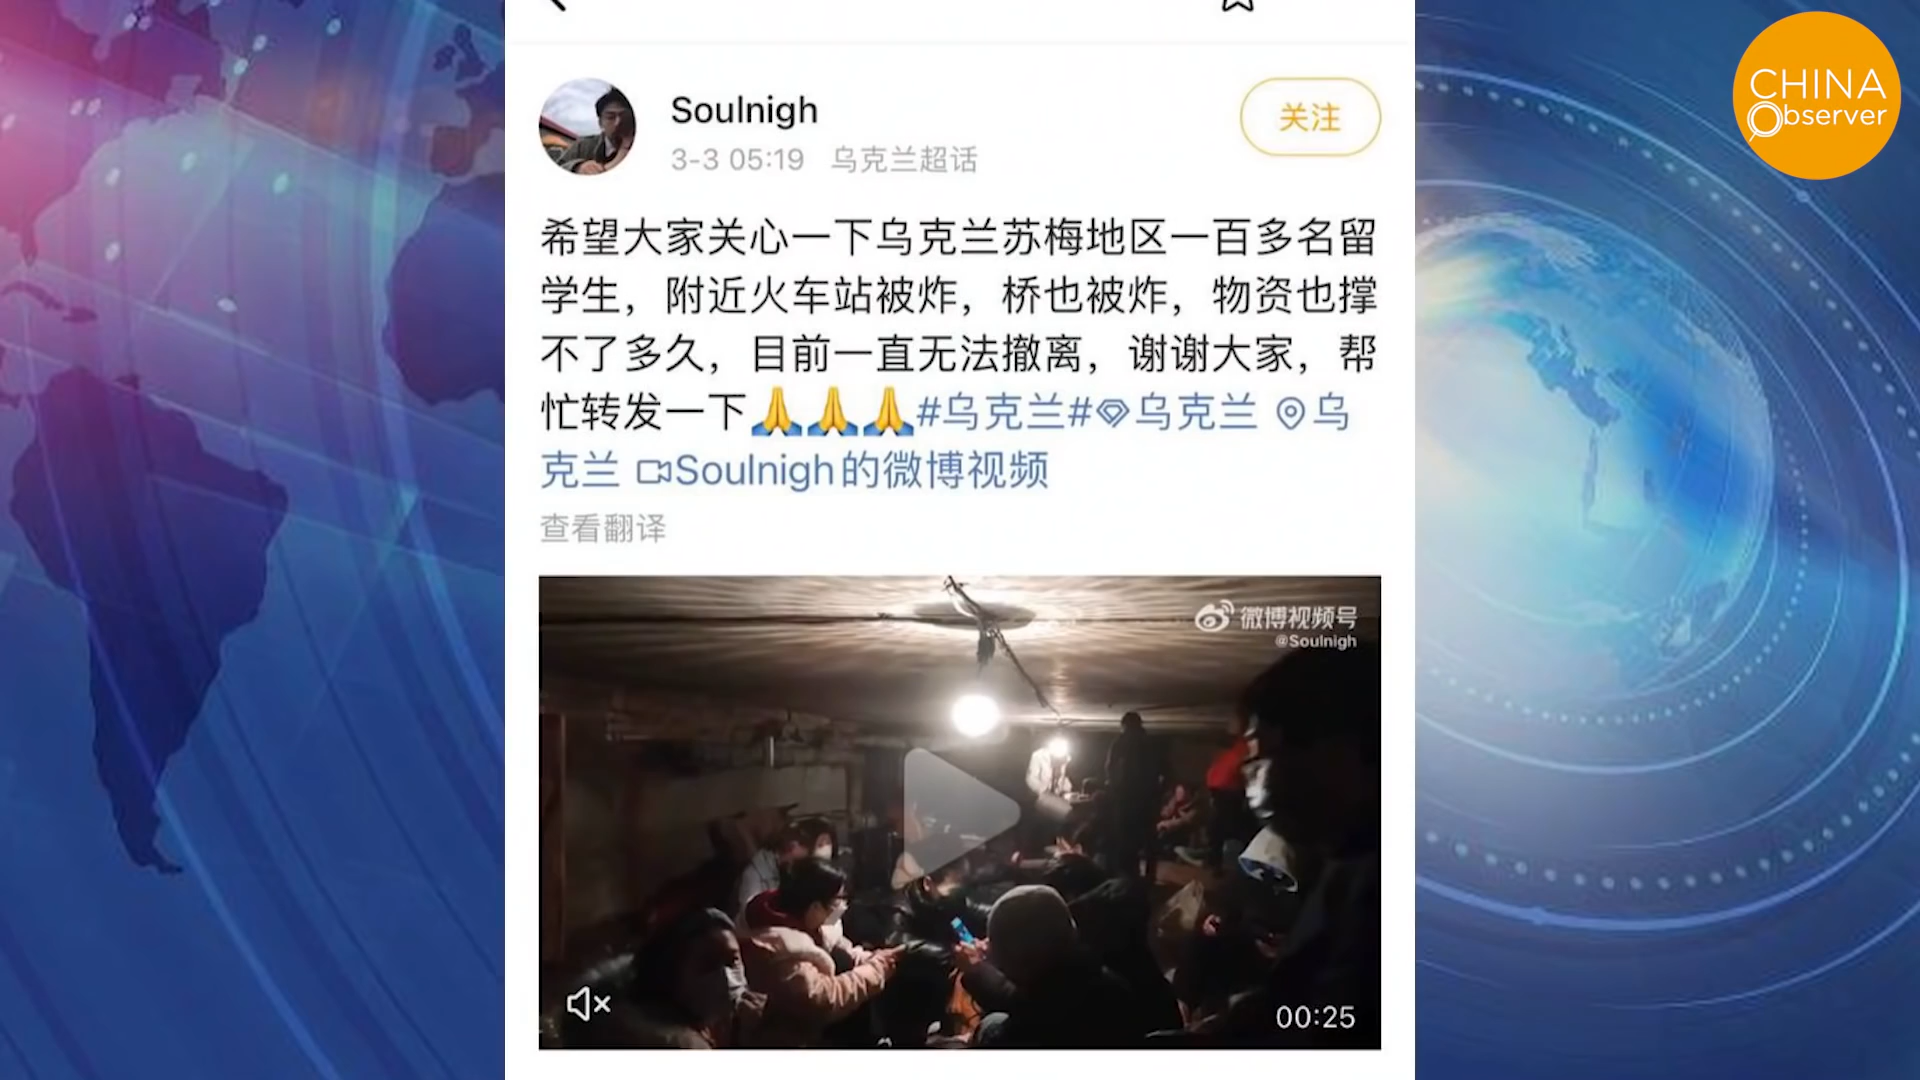 CHINA
Observer
Soulnigh
关注
3-3 05:19 乌克兰超话
希望大家关心一下乌克兰苏梅地区一百多名留
学生，附近火车站被炸，桥也被炸，物资也撑
不了多久，目前一直无法撤离，谢谢大家，帮
忙转发一下🙏🙏🙏#乌克兰#乌克兰 乌
克兰 Soulnigh的微博视频
查看翻译
微博视频号
@Soulnigh
00:25